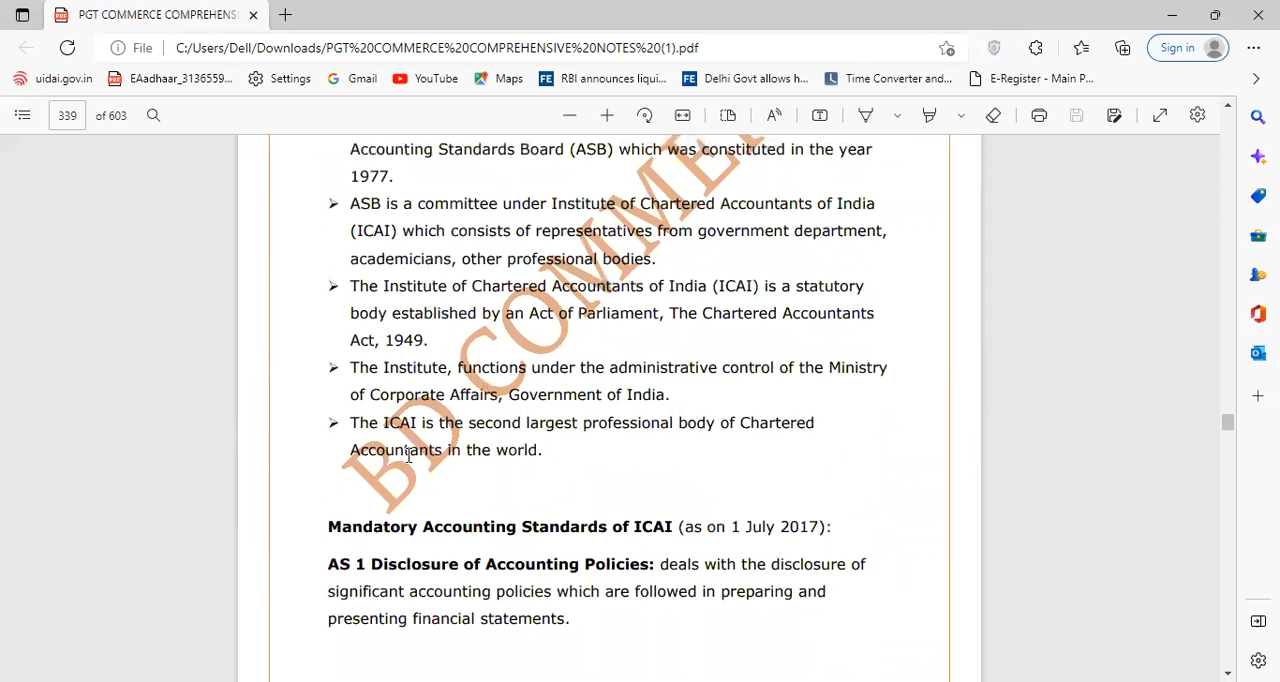 PGT COMMERCE COMPREHENSI
File C:/Users/Dell/Downloads/PGT%20COMMERCE%20COMPREHENSIVE%20NOTES%20(1).pdf Sign in
uidai.gov.in EAadhaar_3136559... Settings Gmail YouTube Maps RBI announces liqui... Delhi Govt allows h... Time Converter and... E-Register - Main P...
339 of 603
Accounting Standards Board (ASB) which was constituted in the year
1977.
➢ ASB is a committee under Institute of Chartered Accountants of India
(ICAI) which consists of representatives from government department,
academicians, other professional bodies.
➢ The Institute of Chartered Accountants of India (ICAI) is a statutory
body established by an Act of Parliament, The Chartered Accountants
Act, 1949.
➢ The Institute, functions under the administrative control of the Ministry
of Corporate Affairs, Government of India.
➢ The ICAI is the second largest professional body of Chartered
Accountants in the world.
BD COMMER
Mandatory Accounting Standards of ICAI (as on 1 July 2017):
AS 1 Disclosure of Accounting Policies: deals with the disclosure of
significant accounting policies which are followed in preparing and
presenting financial statements.